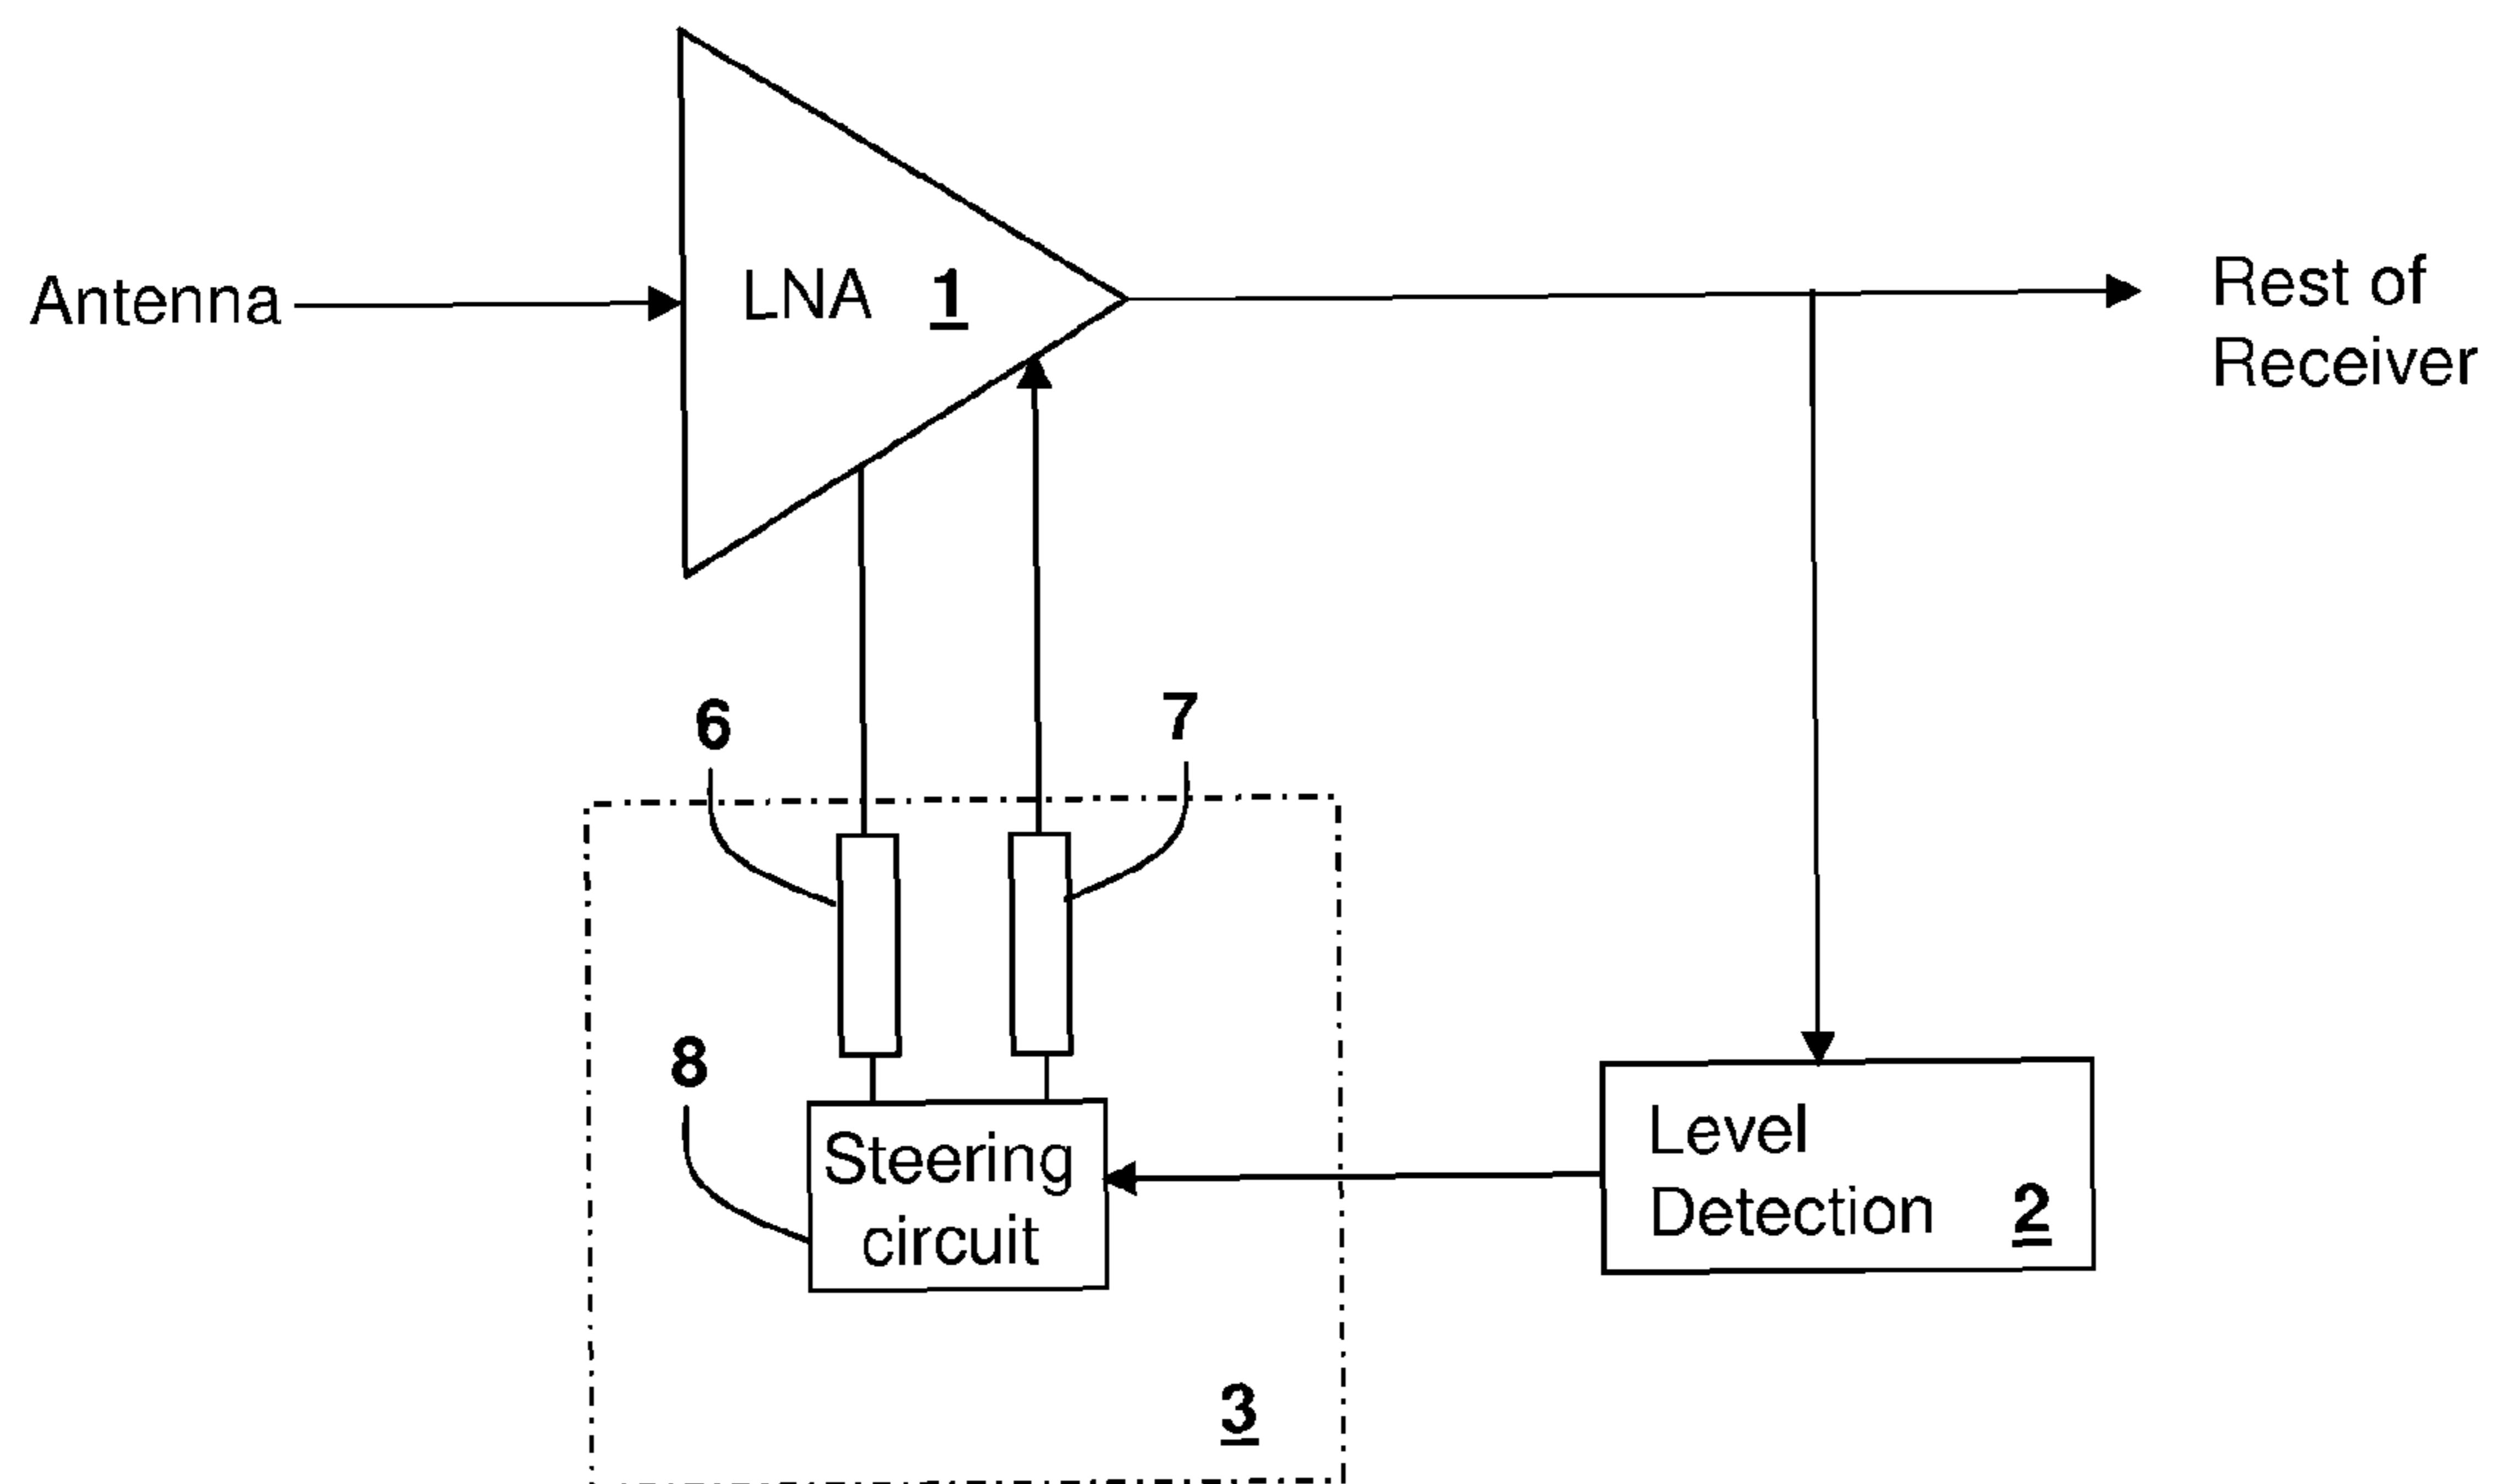 Antenna
LNA 1
Rest of
Receiver
6
7
8
Steering
circuit
Level
Detection 2
3